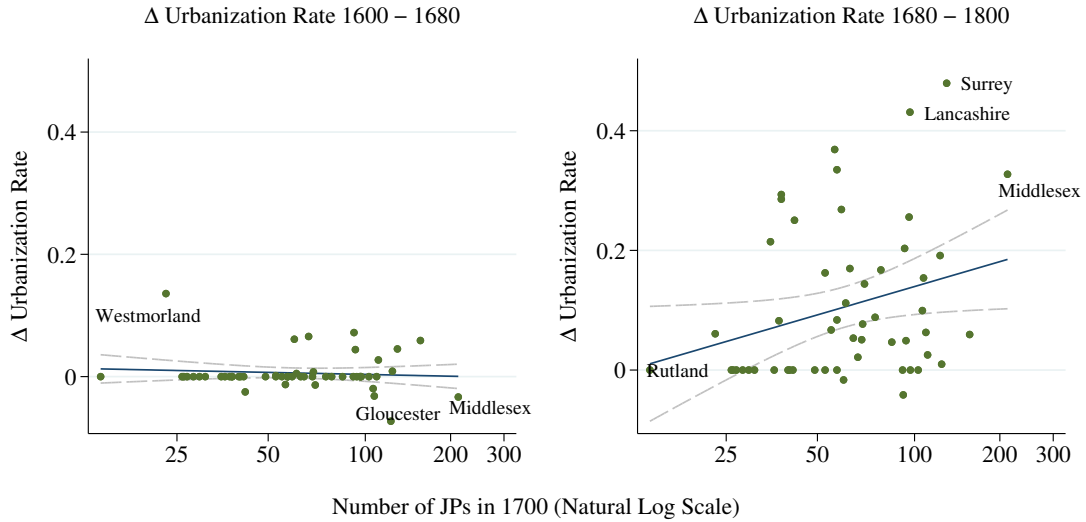 Δ Urbanization Rate 1600 – 1680
Δ Urbanization Rate
0.4
0.2
0
Westmorland
Gloucester
Middlesex
25 50 100 200 300
Δ Urbanization Rate 1680 – 1800
Δ Urbanization Rate
0.4
0.2
0
Surrey
Lancashire
Middlesex
Rutland
25 50 100 200 300
Number of JPs in 1700 (Natural Log Scale)